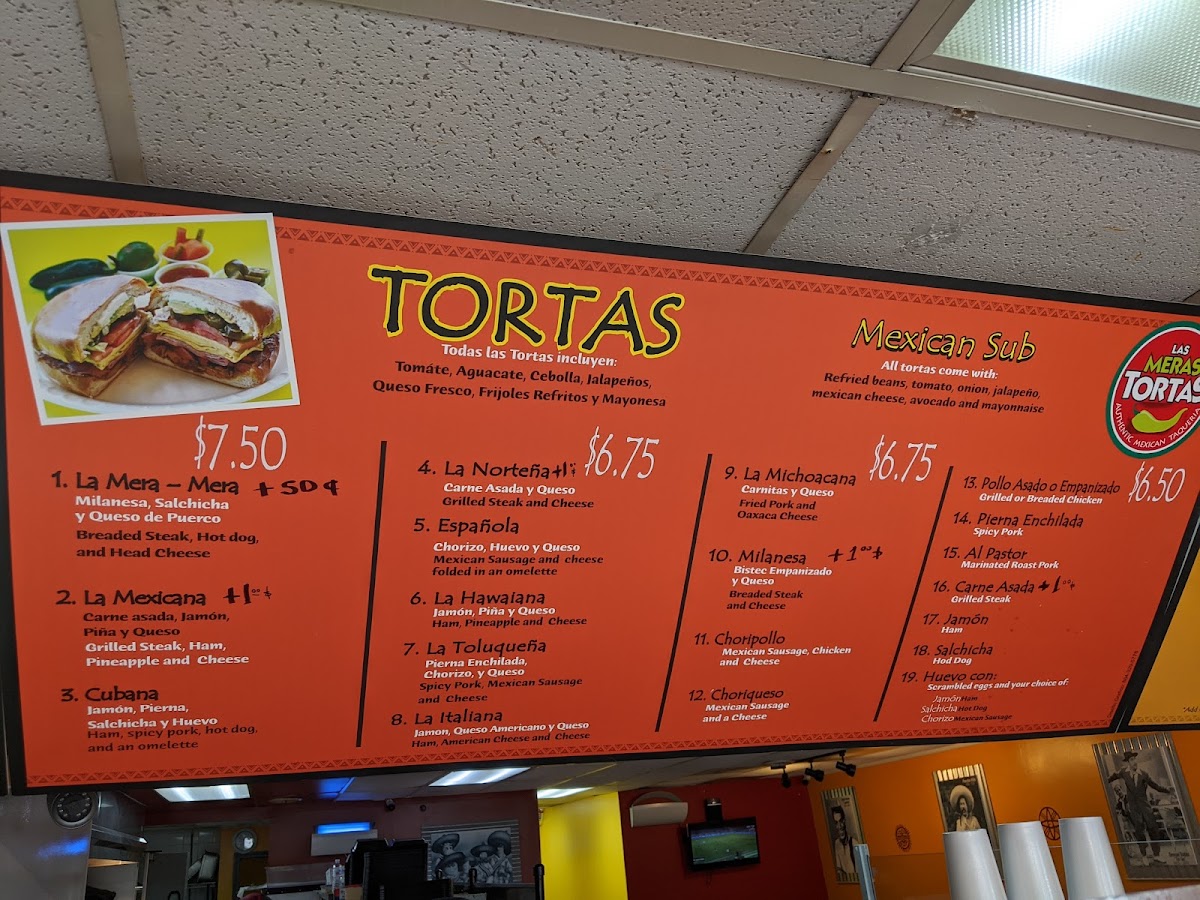 TORTAS
Todas las Tortas incluyen:
Tomáte, Aguacate, Cebolla, Jalapeños,
Queso Fresco, Frijoles Refritos y Mayonesa
Mexican Sub
All tortas come with:
Refried beans, tomato, onion, jalapeño,
mexican cheese, avocado and mayonnaise
LAS
MERAS
TORTAS
AUTHENTIC MEXICAN TAQUERIA
$7.50
1. La Mera – Mera +50¢
Milanesa, Salchicha
y Queso de Puerco
Breaded Steak, Hot dog,
and Head Cheese
2. La Mexicana +1⁰⁰¢
Carne asada, Jamón,
Piña y Queso
Grilled Steak, Ham,
Pineapple and Cheese
3. Cubana
Jamón, Pierna,
Salchicha y Huevo
Ham, spicy pork, hot dog,
and an omelette
$6.75
4. La Norteña +1
Carne Asada y Queso
Grilled Steak and Cheese
5. Española
Chorizo, Huevo y Queso
Mexican Sausage and cheese
folded in an omelette
6. La Hawaiana
Jamón, Piña y Queso
Ham, Pineapple and Cheese
7. La Toluqueña
Pierna Enchilada,
Chorizo, y Queso
Spicy Pork, Mexican Sausage
and Cheese
8. La Italiana
Jamon, Queso Americano y Queso
Ham, American Cheese and Cheese
$6.75
9. La Michoacana
Carnitas y Queso
Fried Pork and
Oaxaca Cheese
10. Milanesa +1⁰⁰¢
Bistec Empanizado
y Queso
Breaded Steak
and Cheese
11. Choripollo
Mexican Sausage, Chicken
and Cheese
12. Choriqueso
Mexican Sausage
and a Cheese
$6.50
13. Pollo Asado o Empanizado
Grilled or Breaded Chicken
14. Pierna Enchilada
Spicy Pork
15. Al Pastor
Marinated Roast Pork
16. Carne Asada +1⁰⁰¢
Grilled Steak
17. Jamón
Ham
18. Salchicha
Hod Dog
19. Huevo con:
Scrambled eggs and your choice of:
Jamón Ham
Salchicha Hot Dog
Chorizo Mexican Sausage
*Add